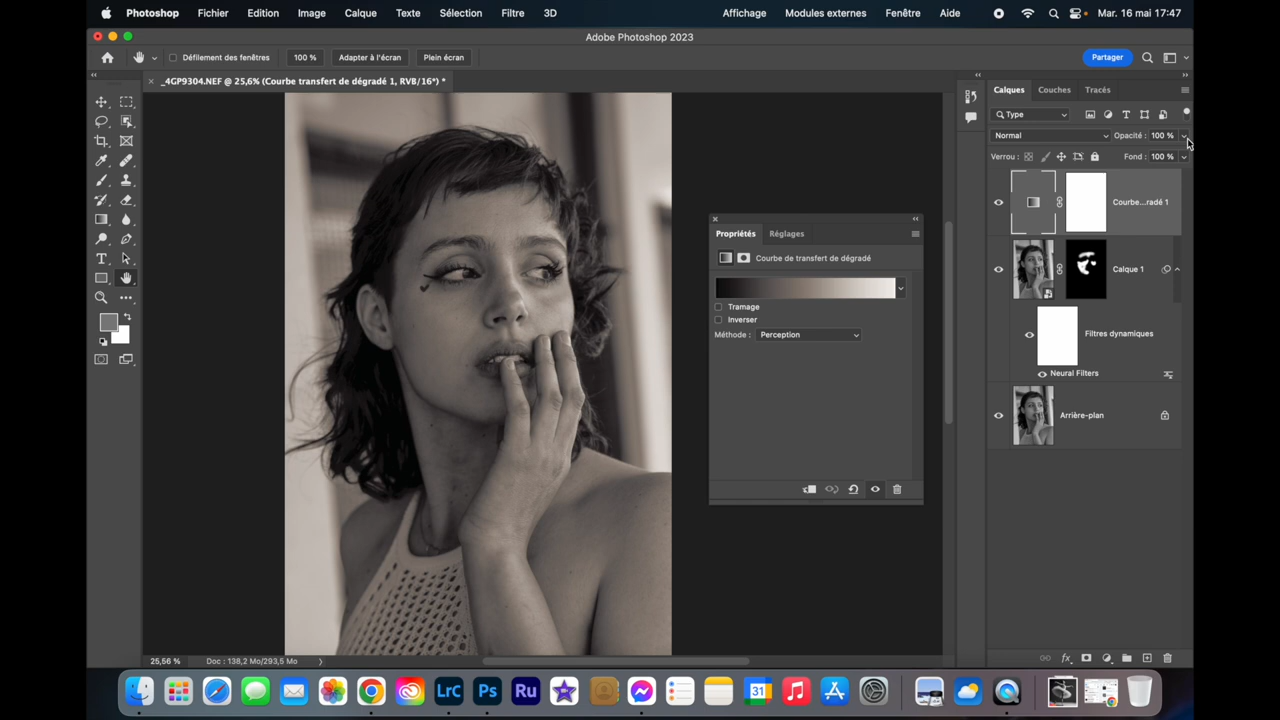 Photoshop Fichier Edition Image Calque Texte Sélection Filtre 3D Affichage Modules externes Fenêtre Aide Mar. 16 mai 17:47
Adobe Photoshop 2023
Défilement des fenêtres 100 % Adapter à l'écran Plein écran Partager
_4GP9304.NEF @ 25,6% (Courbe transfert de dégradé 1, RVB/16*) *
Calques Couches Tracés
Type
Normal Opacité : 100 %
Verrou : Fond : 100 %
Courbe...radé 1
Propriétés Réglages
Courbe de transfert de dégradé
Calque 1
Tramage
Inverser
Méthode : Perception
Filtres dynamiques
Neural Filters
Arrière-plan
25,56 % Doc : 138,2 Mo/293,5 Mo
LrC Ps Ru 31